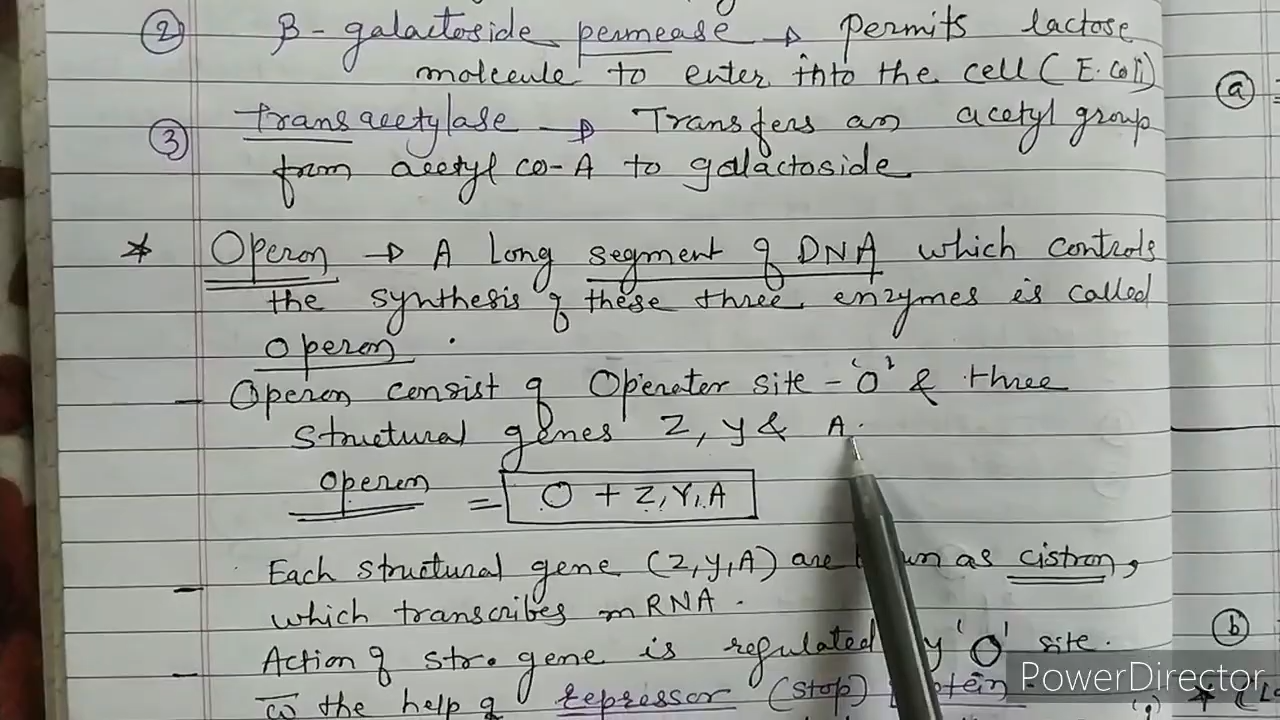 ② β-galactoside permease → permits lactose
molecule to enter into the cell (E. Coli)
③ Transacetylase → Transfers an acetyl group
from acetyl co-A to galactoside
* Operon → A Long segment of DNA which controls
the synthesis of these three enzymes is called
operon.
- Operon consist of Operator site - 'O' & three
structural genes Z, y & A.
operon = O + Z, Y, A
- Each structural gene (Z, y, A) are as cistron,
which transcribes mRNA.
- Action of str. gene is regulated 'O' site.
the help of repressor (stop)
ⓐ
ⓑ
PowerDirector